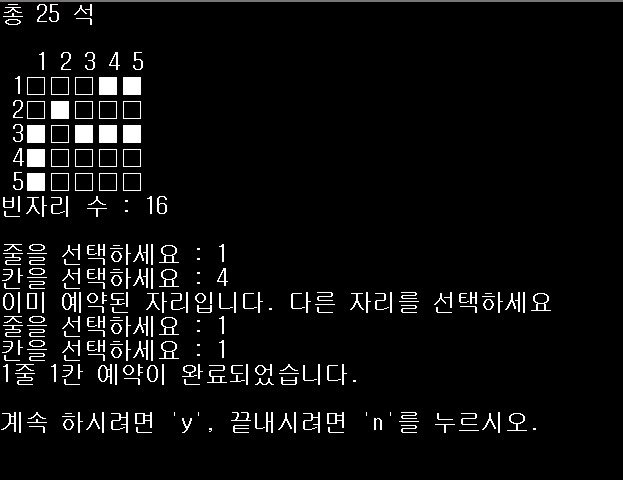 총 25 석
1 2 3 4 5
1□□□■■
2□■□□□
3■□■■■
4■□□□□
5■□□□□
빈자리 수 : 16
줄을 선택하세요 : 1
칸을 선택하세요 : 4
이미 예약된 자리입니다. 다른 자리를 선택하세요
줄을 선택하세요 : 1
칸을 선택하세요 : 1
1줄 1칸 예약이 완료되었습니다.
계속 하시려면 'y', 끝내시려면 'n'를 누르시오.